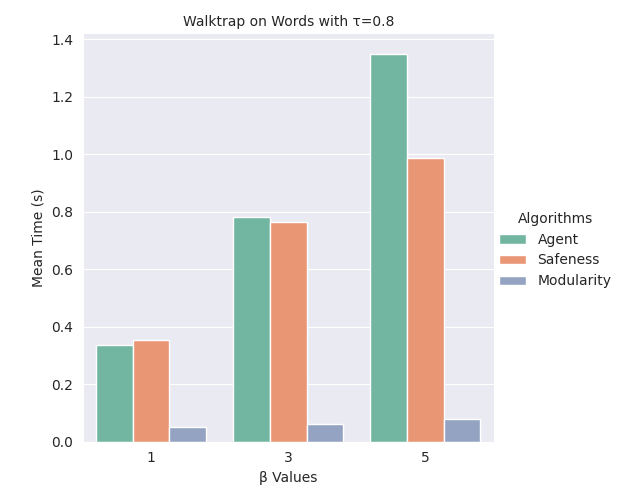 Walktrap on Words with τ=0.8
1.4
1.2
1.0
0.8
0.6
0.4
0.2
0.0
Mean Time (s)
1 3 5
β Values
Algorithms
Agent
Safeness
Modularity